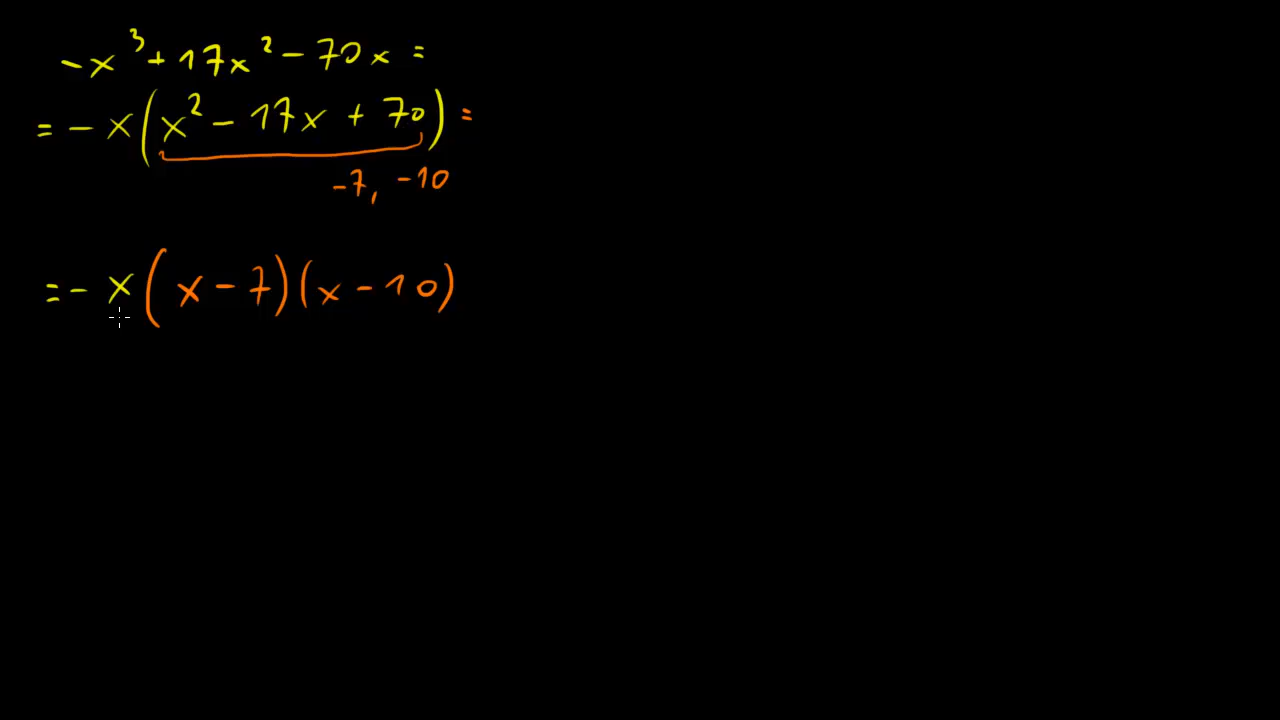 -x³ + 17x² - 70x =
= - x(x² - 17x + 70) =
-7, -10
= - x(x - 7)(x - 10)